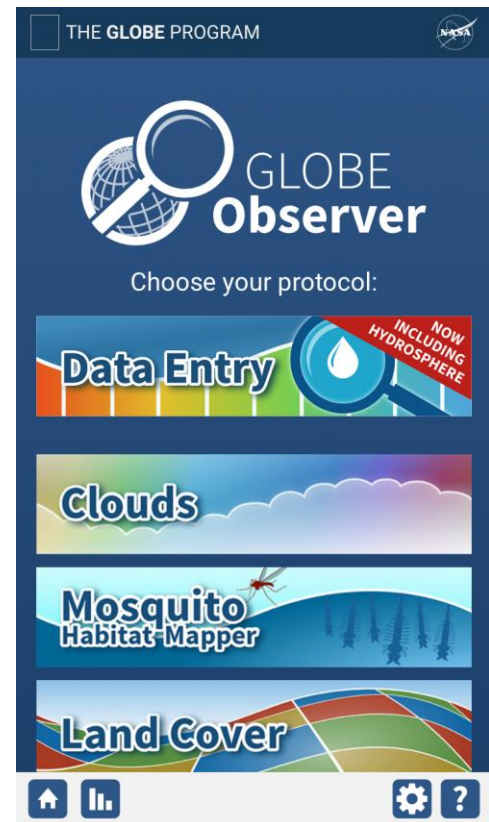 THE GLOBE PROGRAM
NASA
GLOBE
Observer
Choose your protocol:
Data Entry
NOW
INCLUDING
HYDROSPHERE
Clouds
Mosquito
Habitat Mapper
Land Cover
?